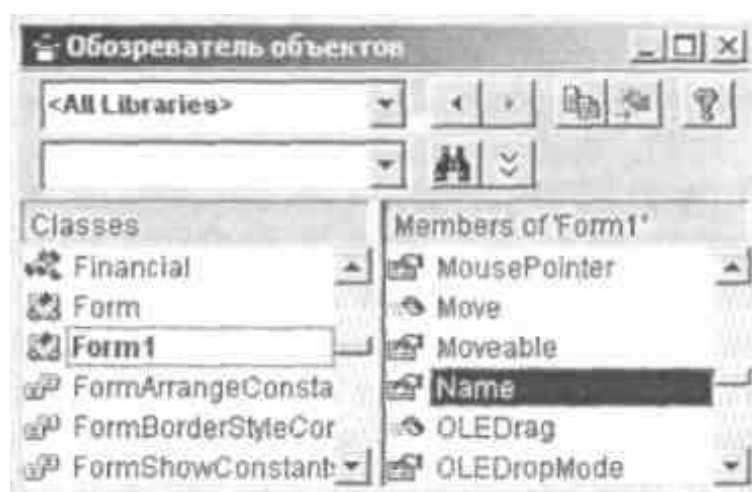 Обозреватель объектов
<All Libraries>
Classes
Financial
Form
Form1
FormArrangeConsta
FormBorderStyleCor
FormShowConstant
Members of 'Form1'
MousePointer
Move
Moveable
Name
OLEDrag
OLEDropMode